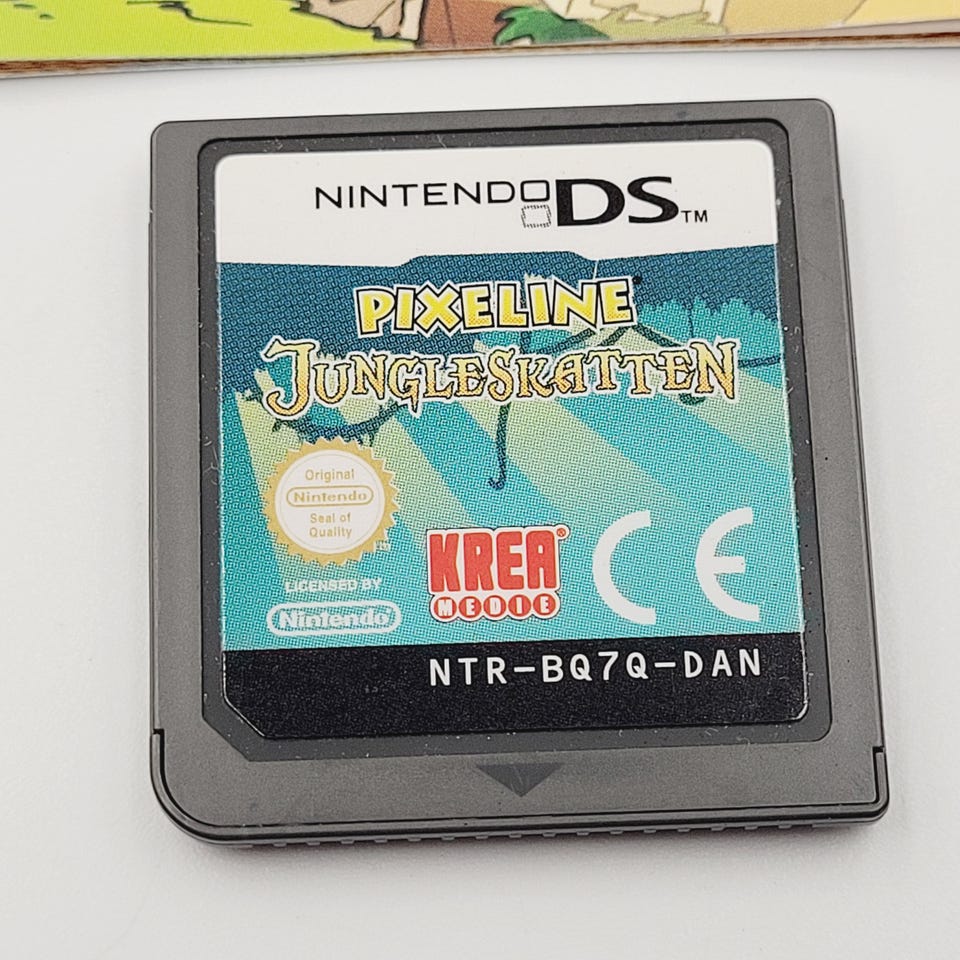 NINTENDO DS™
PIXELINE
JUNGLESKATTEN
Original
Nintendo
Seal of
Quality
LICENSED BY
Nintendo
KREA®
MEDIE
CE
NTR-BQ7Q-DAN